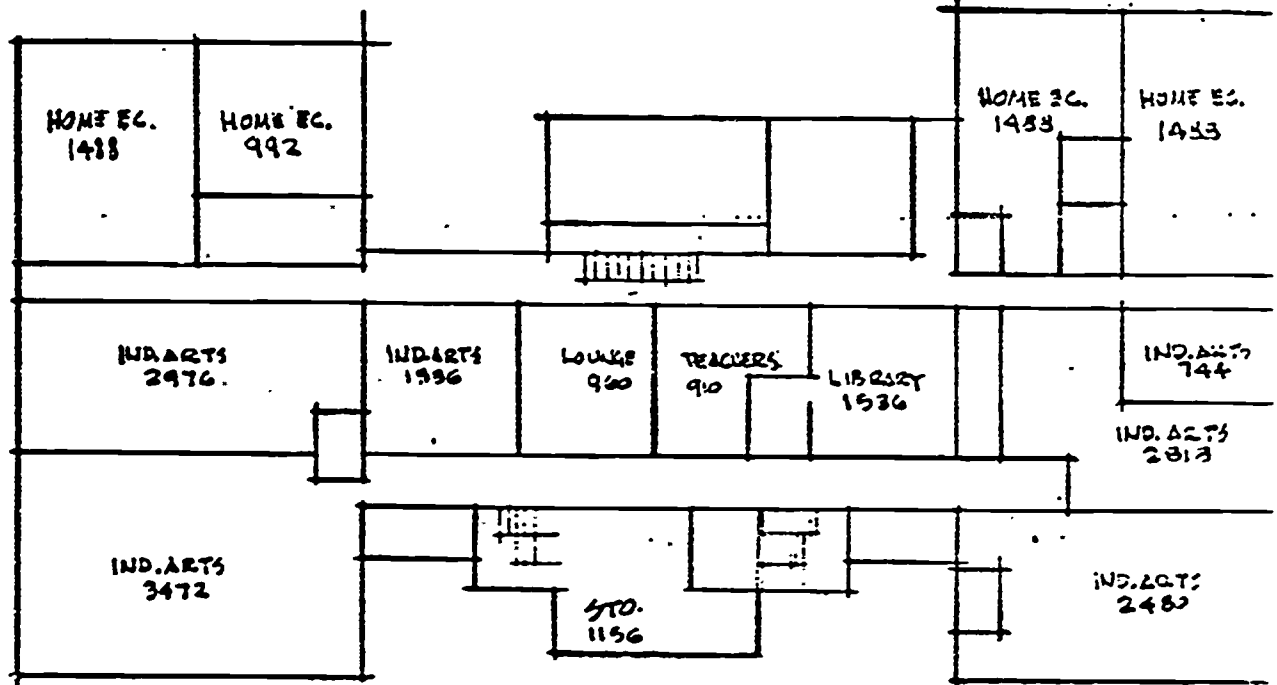 HOME EC.
1488
HOME EC.
992
HOME EC.
1488
HOME EC.
1488
IND. ARTS
2976.
IND. ARTS
1536
LOUNGE
960
TEACHERS
910
LIBRARY
1536
IND. ARTS
744
IND. ARTS
2813
IND. ARTS
3472
STO.
1156
IND. ARTS
2480